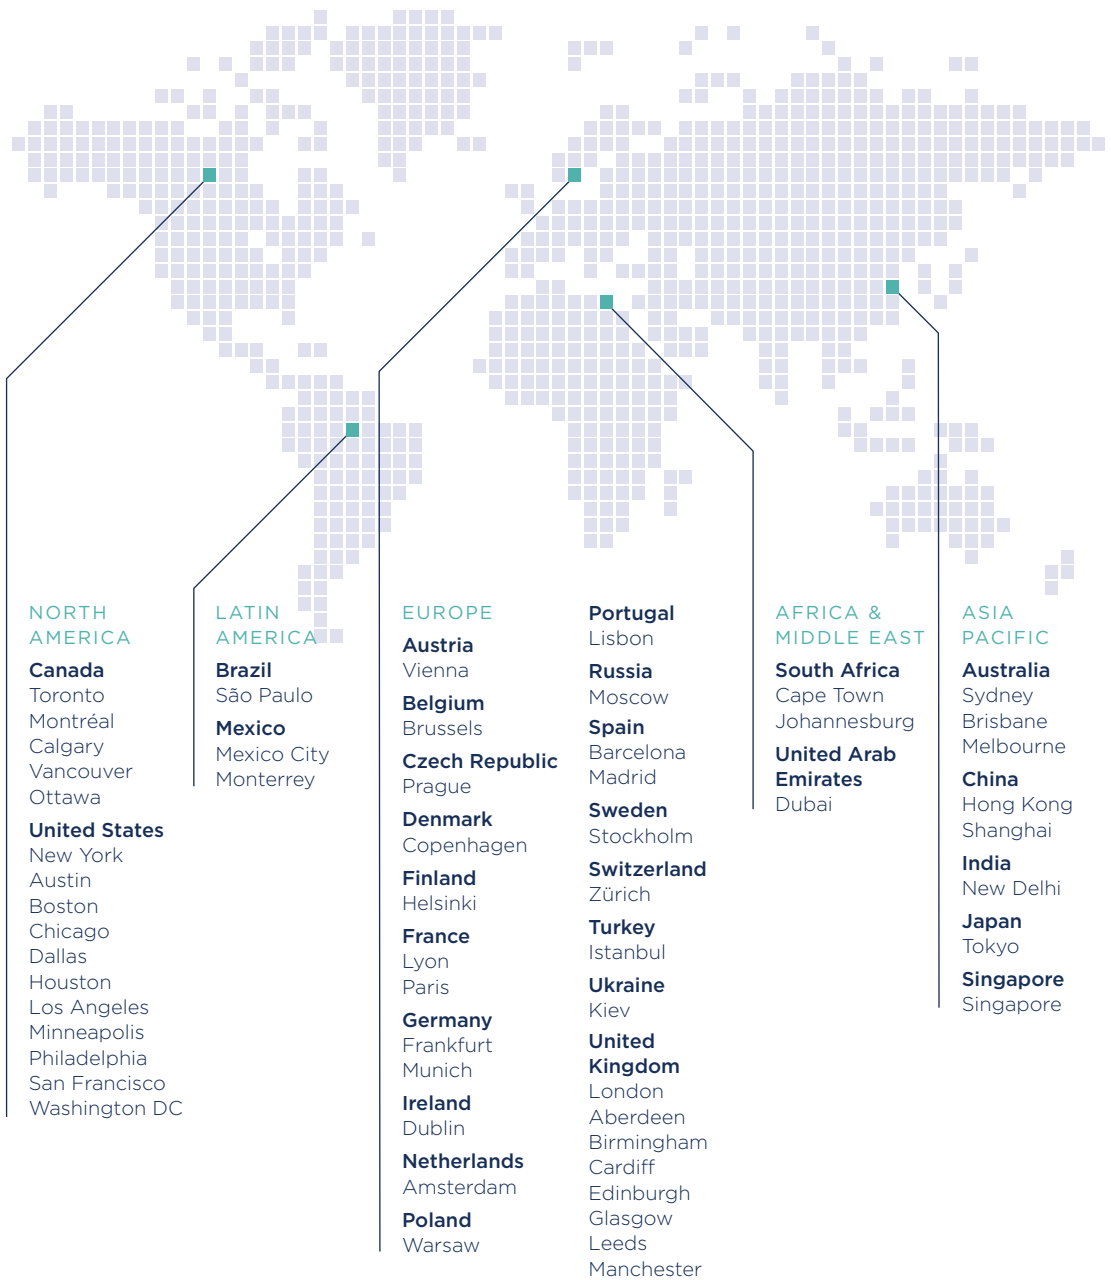 NORTH
AMERICA
Canada
Toronto
Montréal
Calgary
Vancouver
Ottawa
United States
New York
Austin
Boston
Chicago
Dallas
Houston
Los Angeles
Minneapolis
Philadelphia
San Francisco
Washington DC
LATIN
AMERICA
Brazil
São Paulo
Mexico
Mexico City
Monterrey
EUROPE
Austria
Vienna
Belgium
Brussels
Czech Republic
Prague
Denmark
Copenhagen
Finland
Helsinki
France
Lyon
Paris
Germany
Frankfurt
Munich
Ireland
Dublin
Netherlands
Amsterdam
Poland
Warsaw
Portugal
Lisbon
Russia
Moscow
Spain
Barcelona
Madrid
Sweden
Stockholm
Switzerland
Zürich
Turkey
Istanbul
Ukraine
Kiev
United
Kingdom
London
Aberdeen
Birmingham
Cardiff
Edinburgh
Glasgow
Leeds
Manchester
AFRICA &
MIDDLE EAST
South Africa
Cape Town
Johannesburg
United Arab
Emirates
Dubai
ASIA
PACIFIC
Australia
Sydney
Brisbane
Melbourne
China
Hong Kong
Shanghai
India
New Delhi
Japan
Tokyo
Singapore
Singapore